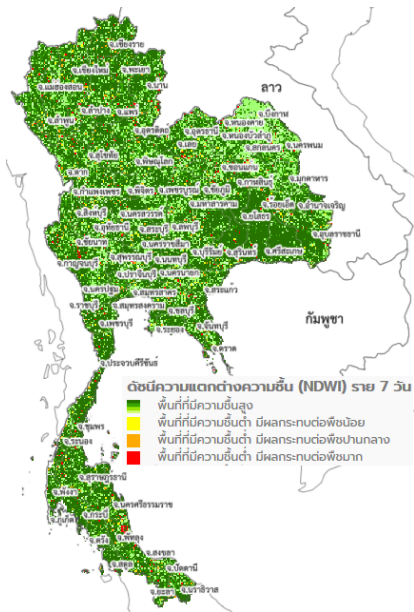 จ.เชียงราย
จ.เชียงใหม่
จ.พะเยา
จ.แม่ฮ่องสอน
จ.น่าน
ลาว
จ.ลำปาง
จ.แพร่
จ.ลำพูน
จ.บึงกาฬ
จ.หนองคาย
จ.อุตรดิตถ์
จ.อุดรธานี
จ.หนองบัวลำภู
จ.เลย
จ.สกลนคร
จ.นครพนม
จ.สุโขทัย
จ.พิษณุโลก
จ.ขอนแก่น
จ.ตาก
จ.กาฬสินธุ์
จ.มุกดาหาร
จ.กำแพงเพชร
จ.พิจิตร
จ.เพชรบูรณ์
จ.ชัยภูมิ
จ.มหาสารคาม
จ.ร้อยเอ็ด
จ.อำนาจเจริญ
จ.สิงห์บุรี
จ.นครสวรรค์
จ.ยโสธร
จ.อุทัยธานี
จ.สระบุรี
จ.ลพบุรี
จ.อุบลราชธานี
จ.ชัยนาท
จ.นครราชสีมา
จ.สุพรรณบุรี
จ.นนทบุรี
จ.บุรีรัมย์
จ.สุรินทร์
จ.ศรีสะเกษ
จ.กาญจนบุรี
จ.ปราจีนบุรี
จ.นครนายก
จ.นครปฐม
จ.สมุทรสาคร
จ.สระแก้ว
จ.ราชบุรี
จ.สมุทรสงคราม
จ.ชลบุรี
กัมพูชา
จ.เพชรบุรี
จ.ระยอง
จ.จันทบุรี
จ.ตราด
จ.ประจวบคีรีขันธ์
ดัชนีความแตกต่างความชื้น (NDWI) ราย 7 วัน
พื้นที่ที่มีความชื้นสูง
พื้นที่ที่มีความชื้นต่ำ มีผลกระทบต่อพืชน้อย
พื้นที่ที่มีความชื้นต่ำ มีผลกระทบต่อพืชปานกลาง
พื้นที่ที่มีความชื้นต่ำ มีผลกระทบต่อพืชมาก
จ.ชุมพร
จ.ระนอง
จ.สุราษฎร์ธานี
จ.พังงา
จ.นครศรีธรรมราช
จ.ภูเก็ต
จ.กระบี่
จ.ตรัง
จ.พัทลุง
จ.สงขลา
จ.สตูล
จ.ปัตตานี
จ.ยะลา
จ.นราธิวาส